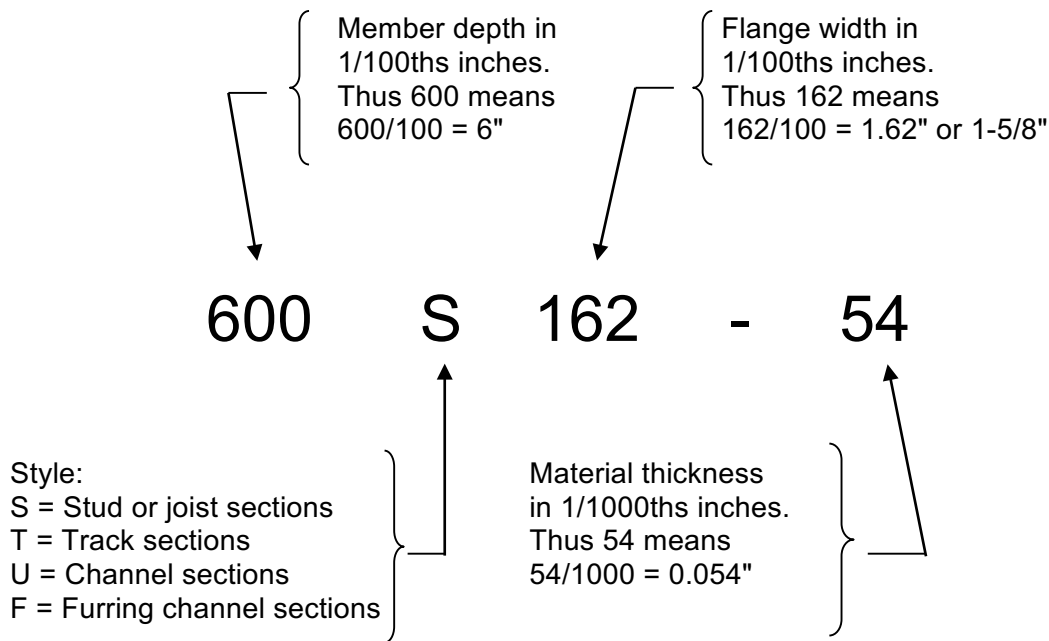 Member depth in
1/100ths inches.
Thus 600 means
600/100 = 6"
Flange width in
1/100ths inches.
Thus 162 means
162/100 = 1.62" or 1-5/8"
600 S 162 - 54
Style:
S = Stud or joist sections
T = Track sections
U = Channel sections
F = Furring channel sections
Material thickness
in 1/1000ths inches.
Thus 54 means
54/1000 = 0.054"